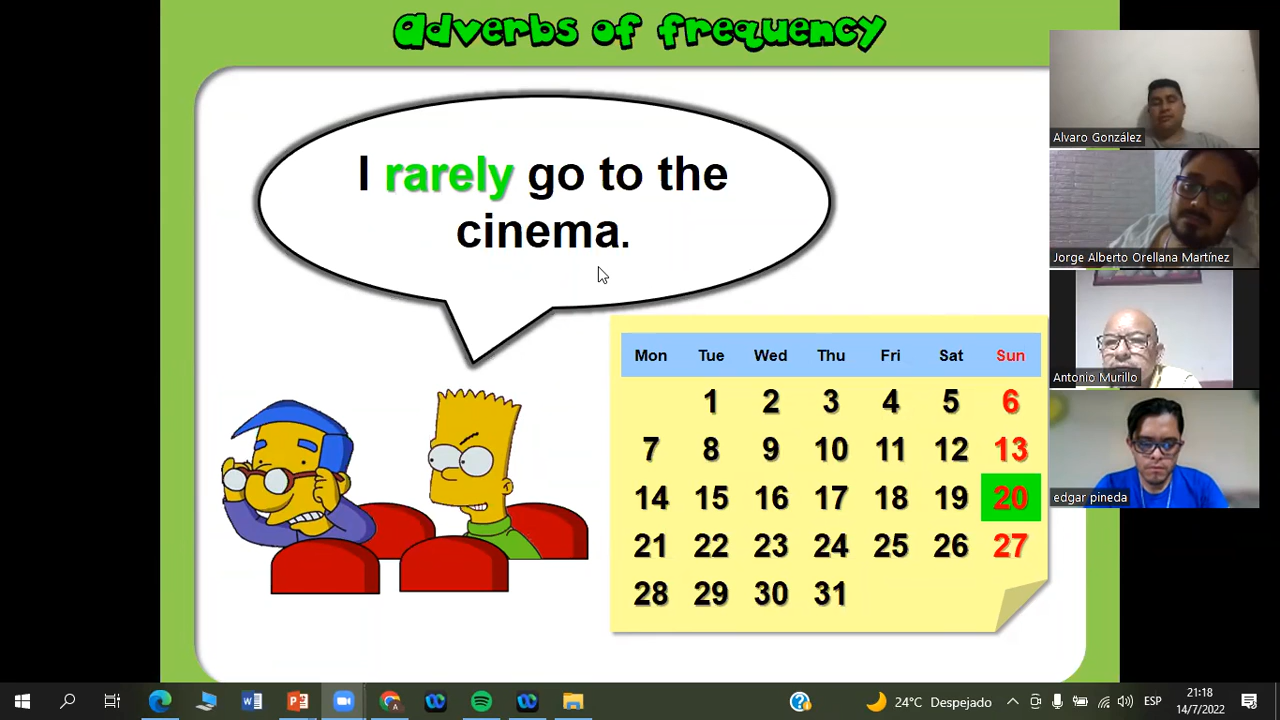 Adverbs of frequency
I rarely go to the
cinema.
Mon Tue Wed Thu Fri Sat Sun
1 2 3 4 5 6
7 8 9 10 11 12 13
14 15 16 17 18 19 20
21 22 23 24 25 26 27
28 29 30 31
Alvaro González
Jorge Alberto Orellana Martínez
Antonio Murillo
edgar pineda
24°C Despejado
ESP
21:18
14/7/2022